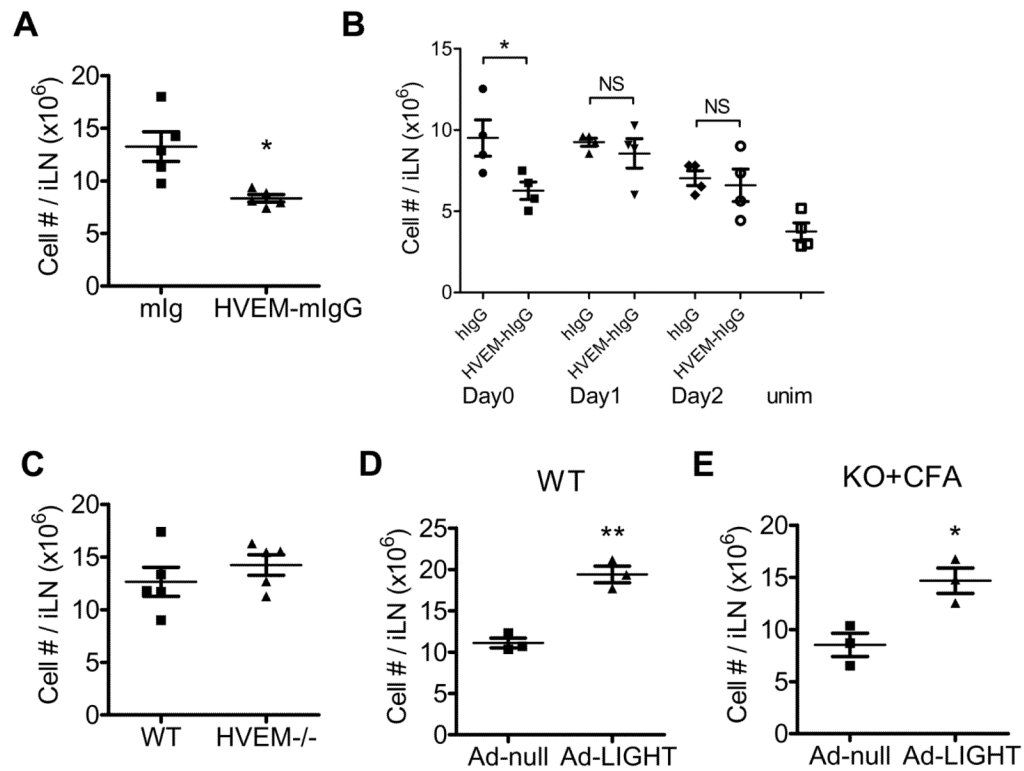 A
Cell # / iLN (x10⁶)
20
15
10
5
0
mIg HVEM-mIgG
*
B
Cell # / iLN (x10⁶)
15
10
5
0
* NS NS
hIgG HVEM-hIgG hIgG HVEM-hIgG hIgG HVEM-hIgG
Day0 Day1 Day2 unim
C
Cell # / iLN (x10⁶)
20
15
10
5
0
WT HVEM-/-
D
WT
Cell # / iLN (x10⁶)
25
20
15
10
5
0
**
Ad-null Ad-LIGHT
E
KO+CFA
Cell # / iLN (x10⁶)
20
15
10
5
0
*
Ad-null Ad-LIGHT